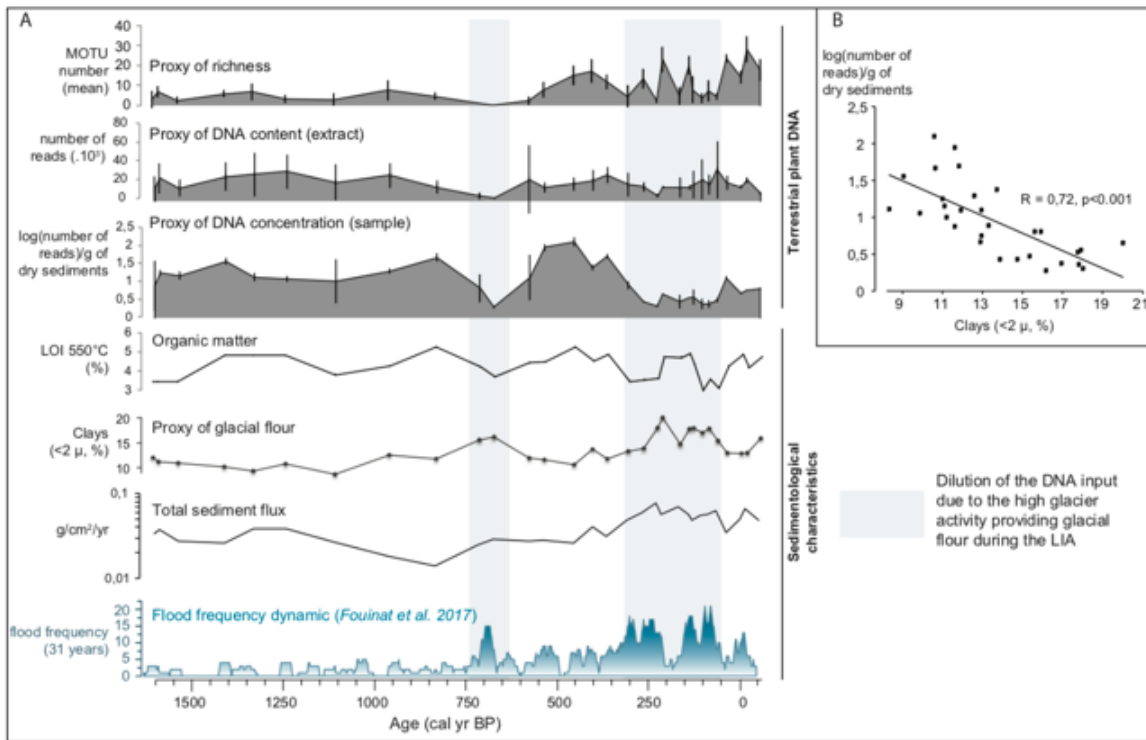 A
MOTU
number
(mean)
40
30
20
10
0
Proxy of richness
number of
reads (.10³)
80
60
40
20
0
Proxy of DNA content (extract)
log(number of
reads)/g of
dry sediments
2,5
2
1,5
1
0,5
0
Proxy of DNA concentration (sample)
Terrestrial plant DNA
LOI 550°C
(%)
6
5
4
3
Organic matter
Clays
(<2 µ, %)
20
15
10
Proxy of glacial flour
g/cm²/yr
0,1
0,01
Total sediment flux
Sedimentological
characteristics
flood frequency
(31 years)
20
15
10
5
0
Flood frequency dynamic (Fouinat et al. 2017)
1500 1250 1000 750 500 250 0
Age (cal yr BP)
B
log(number of
reads)/g of
dry sediments
2,5
2
1,5
1
0,5
0
R = 0,72, p<0.001
9 11 13 15 17 19 21
Clays (<2 µ, %)
Dilution of the DNA input
due to the high glacier
activity providing glacial
flour during the LIA